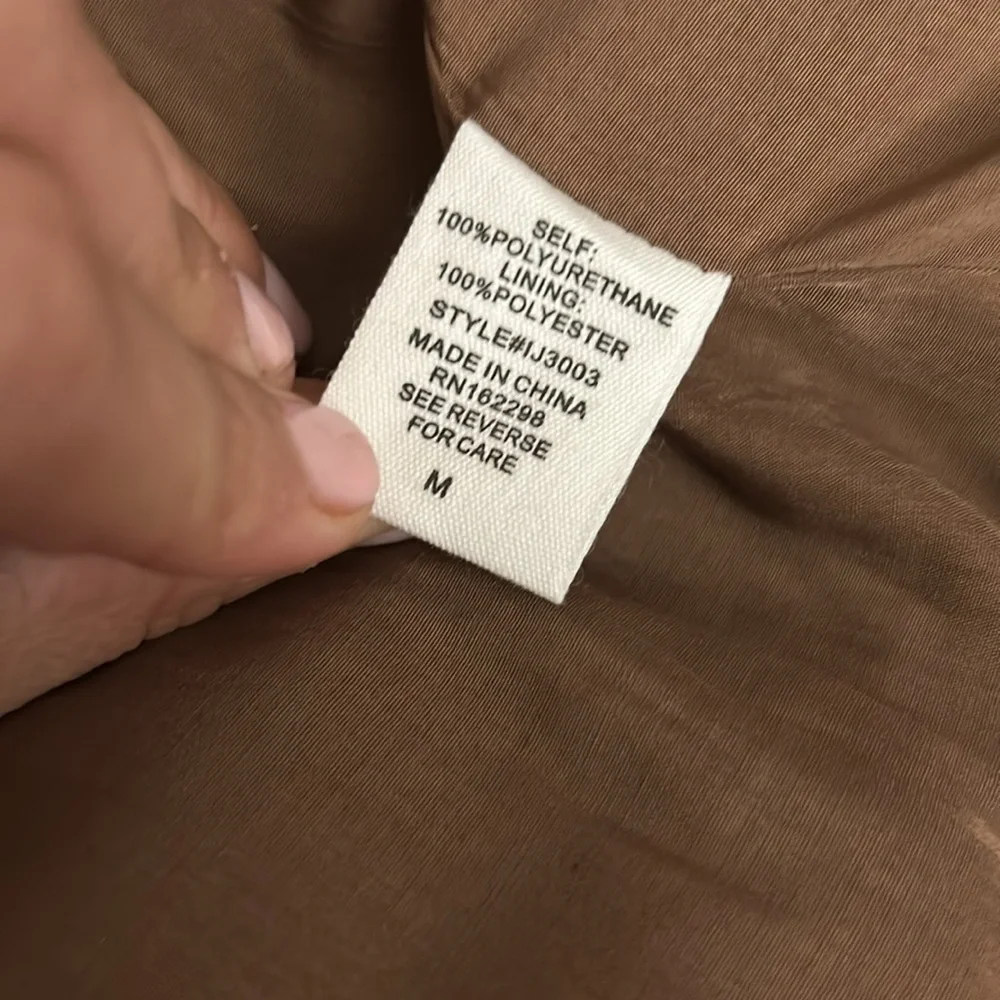 SELF:
100%POLYURETHANE
LINING:
100%POLYESTER
STYLE#IJ3003
MADE IN CHINA
RN162298
SEE REVERSE
FOR CARE
M